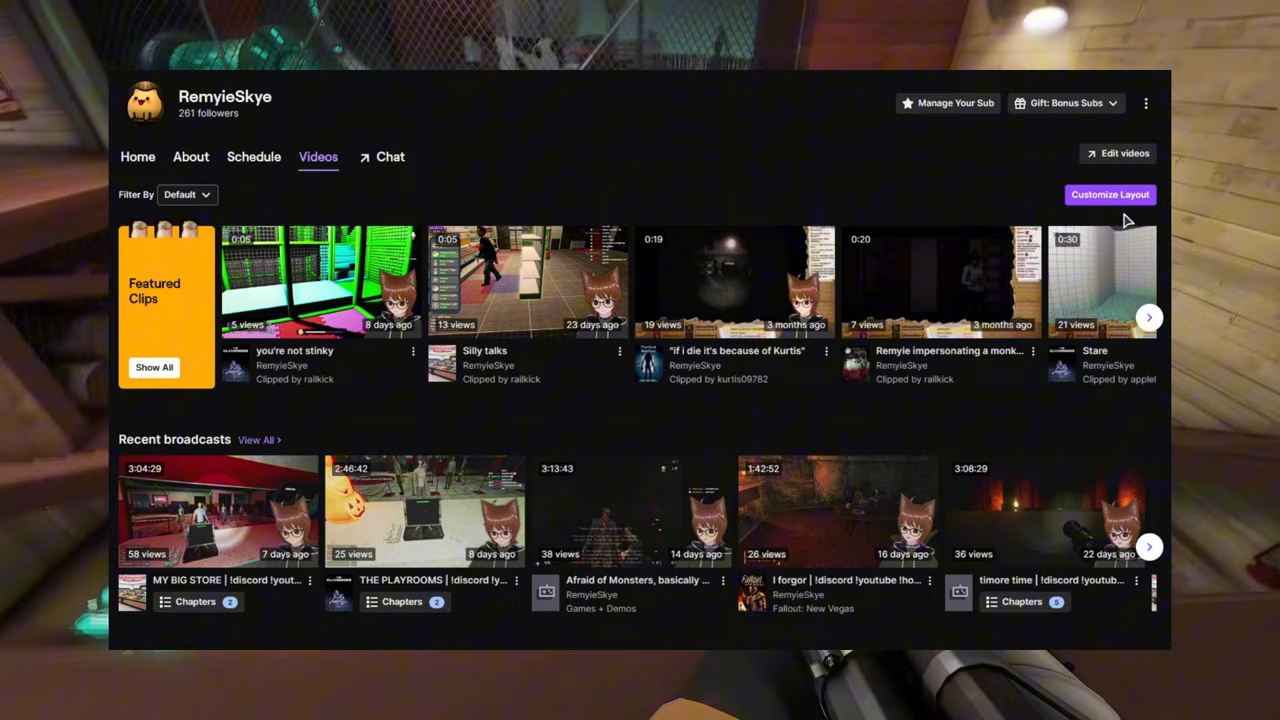 RemyieSkye
261 followers
Manage Your Sub
Gift: Bonus Subs
Home
About
Schedule
Videos
Chat
Edit videos
Filter By
Default
Customize Layout
Featured
Clips
Show All
0:05
5 views
8 days ago
you're not stinky
RemyieSkye
Clipped by railkick
0:05
13 views
23 days ago
Silly talks
RemyieSkye
Clipped by railkick
0:19
19 views
3 months ago
"if i die it's because of Kurtis"
RemyieSkye
Clipped by kurtis09782
0:20
7 views
3 months ago
Remyie impersonating a monk...
RemyieSkye
Clipped by railkick
0:30
21 views
Stare
RemyieSkye
Clipped by applel
Recent broadcasts
View All
3:04:29
58 views
7 days ago
MY BIG STORE | !discord !yout...
Chapters 2
2:46:42
25 views
8 days ago
THE PLAYROOMS | !discord !y...
Chapters 2
3:13:43
38 views
14 days ago
Afraid of Monsters, basically ...
RemyieSkye
Games + Demos
1:42:52
26 views
16 days ago
I forgor | !discord !youtube !ho...
RemyieSkye
Fallout: New Vegas
3:08:29
36 views
22 days ago
timore time | !discord !youtub...
Chapters 5